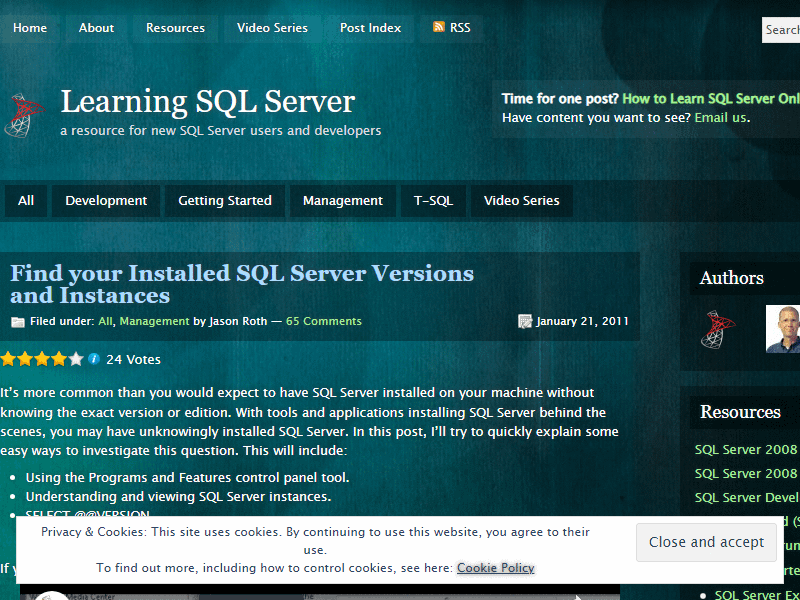 Home About Resources Video Series Post Index RSS
Search
Learning SQL Server
a resource for new SQL Server users and developers
Time for one post? How to Learn SQL Server Onl
Have content you want to see? Email us.
All Development Getting Started Management T-SQL Video Series
Find your Installed SQL Server Versions
and Instances
Filed under: All, Management by Jason Roth — 65 Comments
January 21, 2011
24 Votes
It's more common than you would expect to have SQL Server installed on your machine without
knowing the exact version or edition. With tools and applications installing SQL Server behind the
scenes, you may have unknowingly installed SQL Server. In this post, I'll try to quickly explain some
easy ways to investigate this question. This will include:
• Using the Programs and Features control panel tool.
• Understanding and viewing SQL Server instances.
• SELECT @@VERSION
If
Authors
Resources
SQL Server 2008
SQL Server 2008
SQL Server Devel
SQL Server Ex
Privacy & Cookies: This site uses cookies. By continuing to use this website, you agree to their
use.
To find out more, including how to control cookies, see here: Cookie Policy
Close and accept